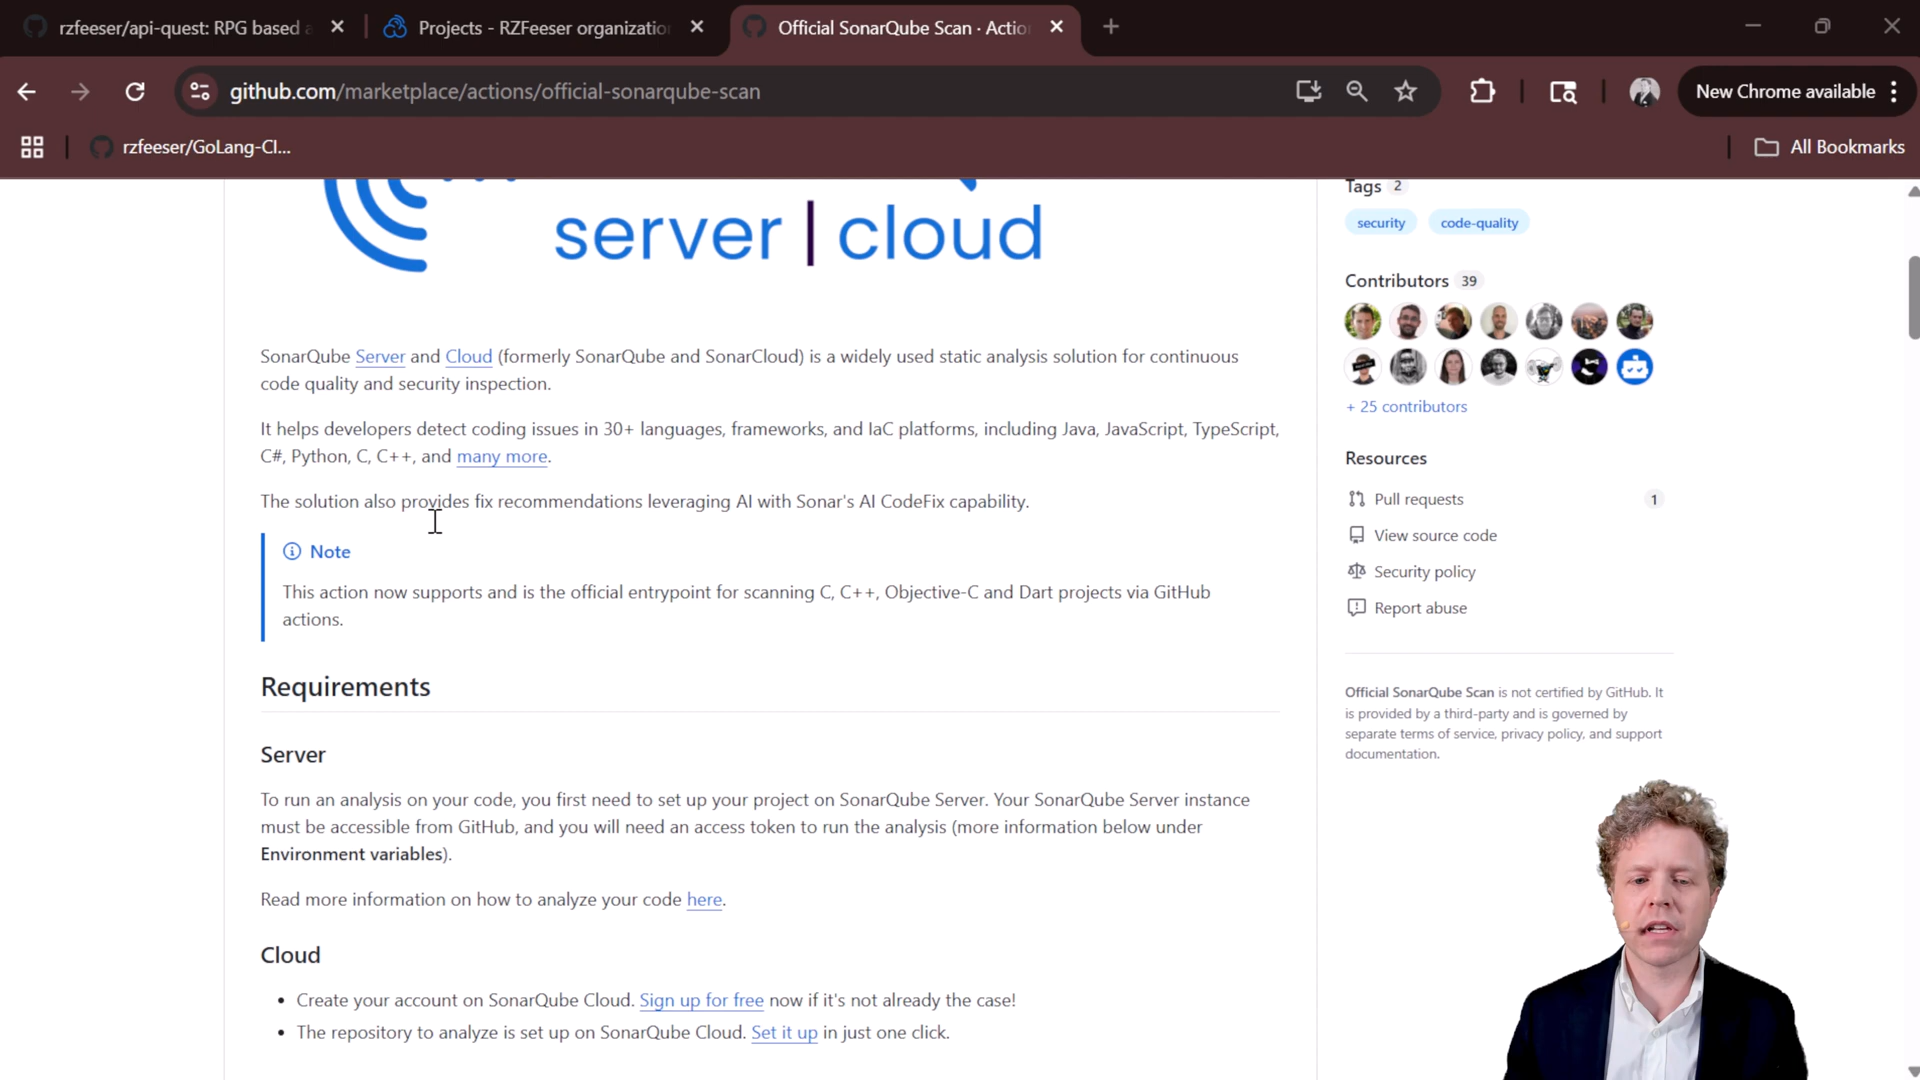 rzfeeser/api-quest: RPG based a
Projects - RZFeeser organization
Official SonarQube Scan · Actio
github.com/marketplace/actions/official-sonarqube-scan
New Chrome available
rzfeeser/GoLang-Cl...
All Bookmarks
server | cloud
SonarQube Server and Cloud (formerly SonarQube and SonarCloud) is a widely used static analysis solution for continuous
code quality and security inspection.
It helps developers detect coding issues in 30+ languages, frameworks, and IaC platforms, including Java, JavaScript, TypeScript,
C#, Python, C, C++, and many more.
The solution also provides fix recommendations leveraging AI with Sonar's AI CodeFix capability.
Note
This action now supports and is the official entrypoint for scanning C, C++, Objective-C and Dart projects via GitHub
actions.
Requirements
Server
To run an analysis on your code, you first need to set up your project on SonarQube Server. Your SonarQube Server instance
must be accessible from GitHub, and you will need an access token to run the analysis (more information below under
Environment variables).
Read more information on how to analyze your code here.
Cloud
• Create your account on SonarQube Cloud. Sign up for free now if it's not already the case!
• The repository to analyze is set up on SonarQube Cloud. Set it up in just one click.
Tags 2
security code-quality
Contributors 39
+ 25 contributors
Resources
Pull requests 1
View source code
Security policy
Report abuse
Official SonarQube Scan is not certified by GitHub. It
is provided by a third-party and is governed by
separate terms of service, privacy policy, and support
documentation.